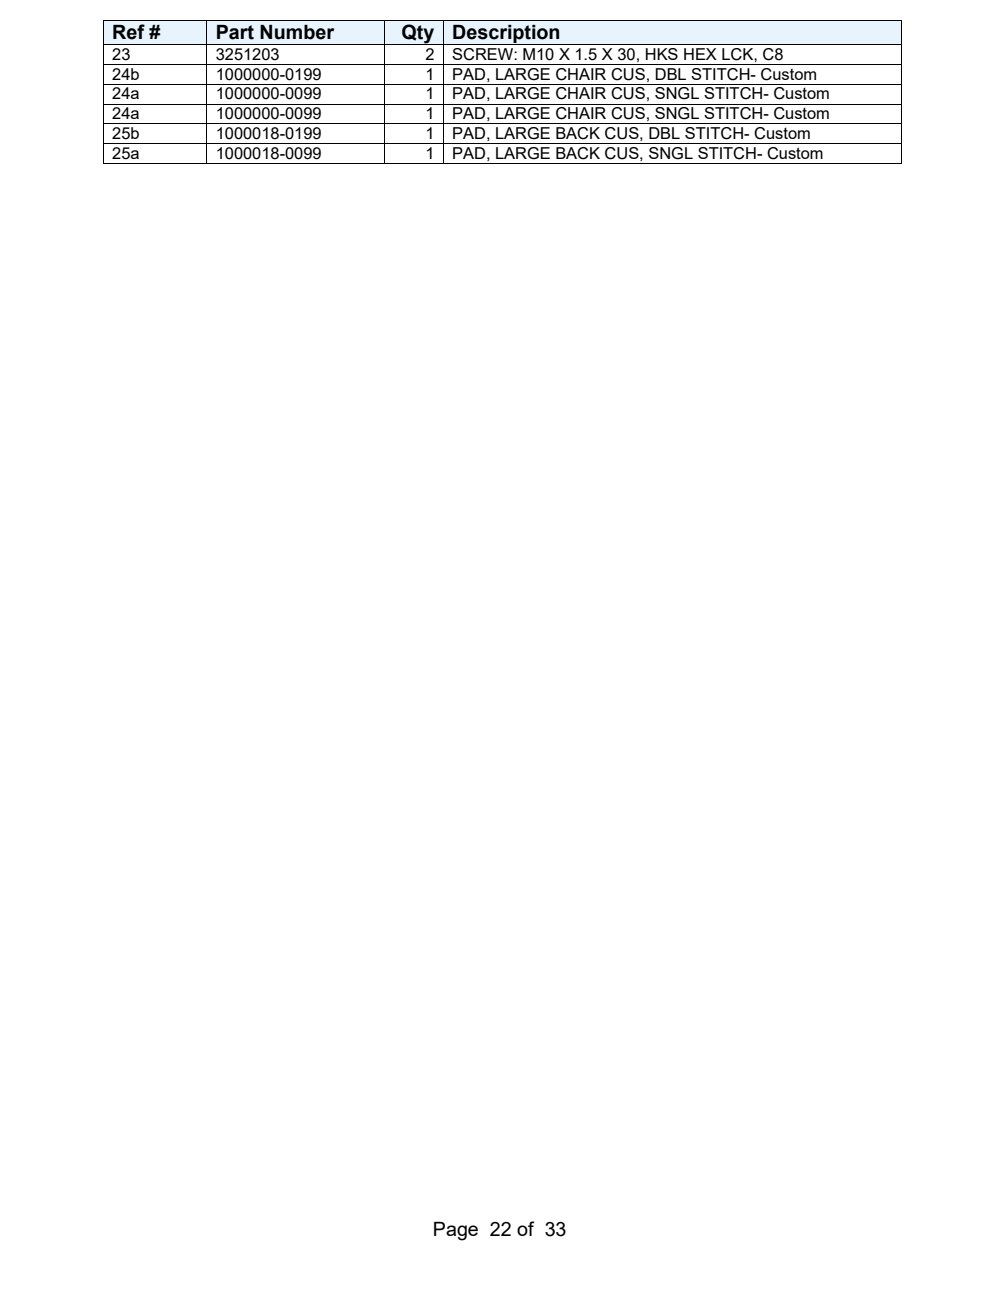 Ref # Part Number Qty Description
23 3251203 2 SCREW: M10 X 1.5 X 30, HKS HEX LCK, C8
24b 1000000-0199 1 PAD, LARGE CHAIR CUS, DBL STITCH- Custom
24a 1000000-0099 1 PAD, LARGE CHAIR CUS, SNGL STITCH- Custom
24a 1000000-0099 1 PAD, LARGE CHAIR CUS, SNGL STITCH- Custom
25b 1000018-0199 1 PAD, LARGE BACK CUS, DBL STITCH- Custom
25a 1000018-0099 1 PAD, LARGE BACK CUS, SNGL STITCH- Custom
Page 22 of 33